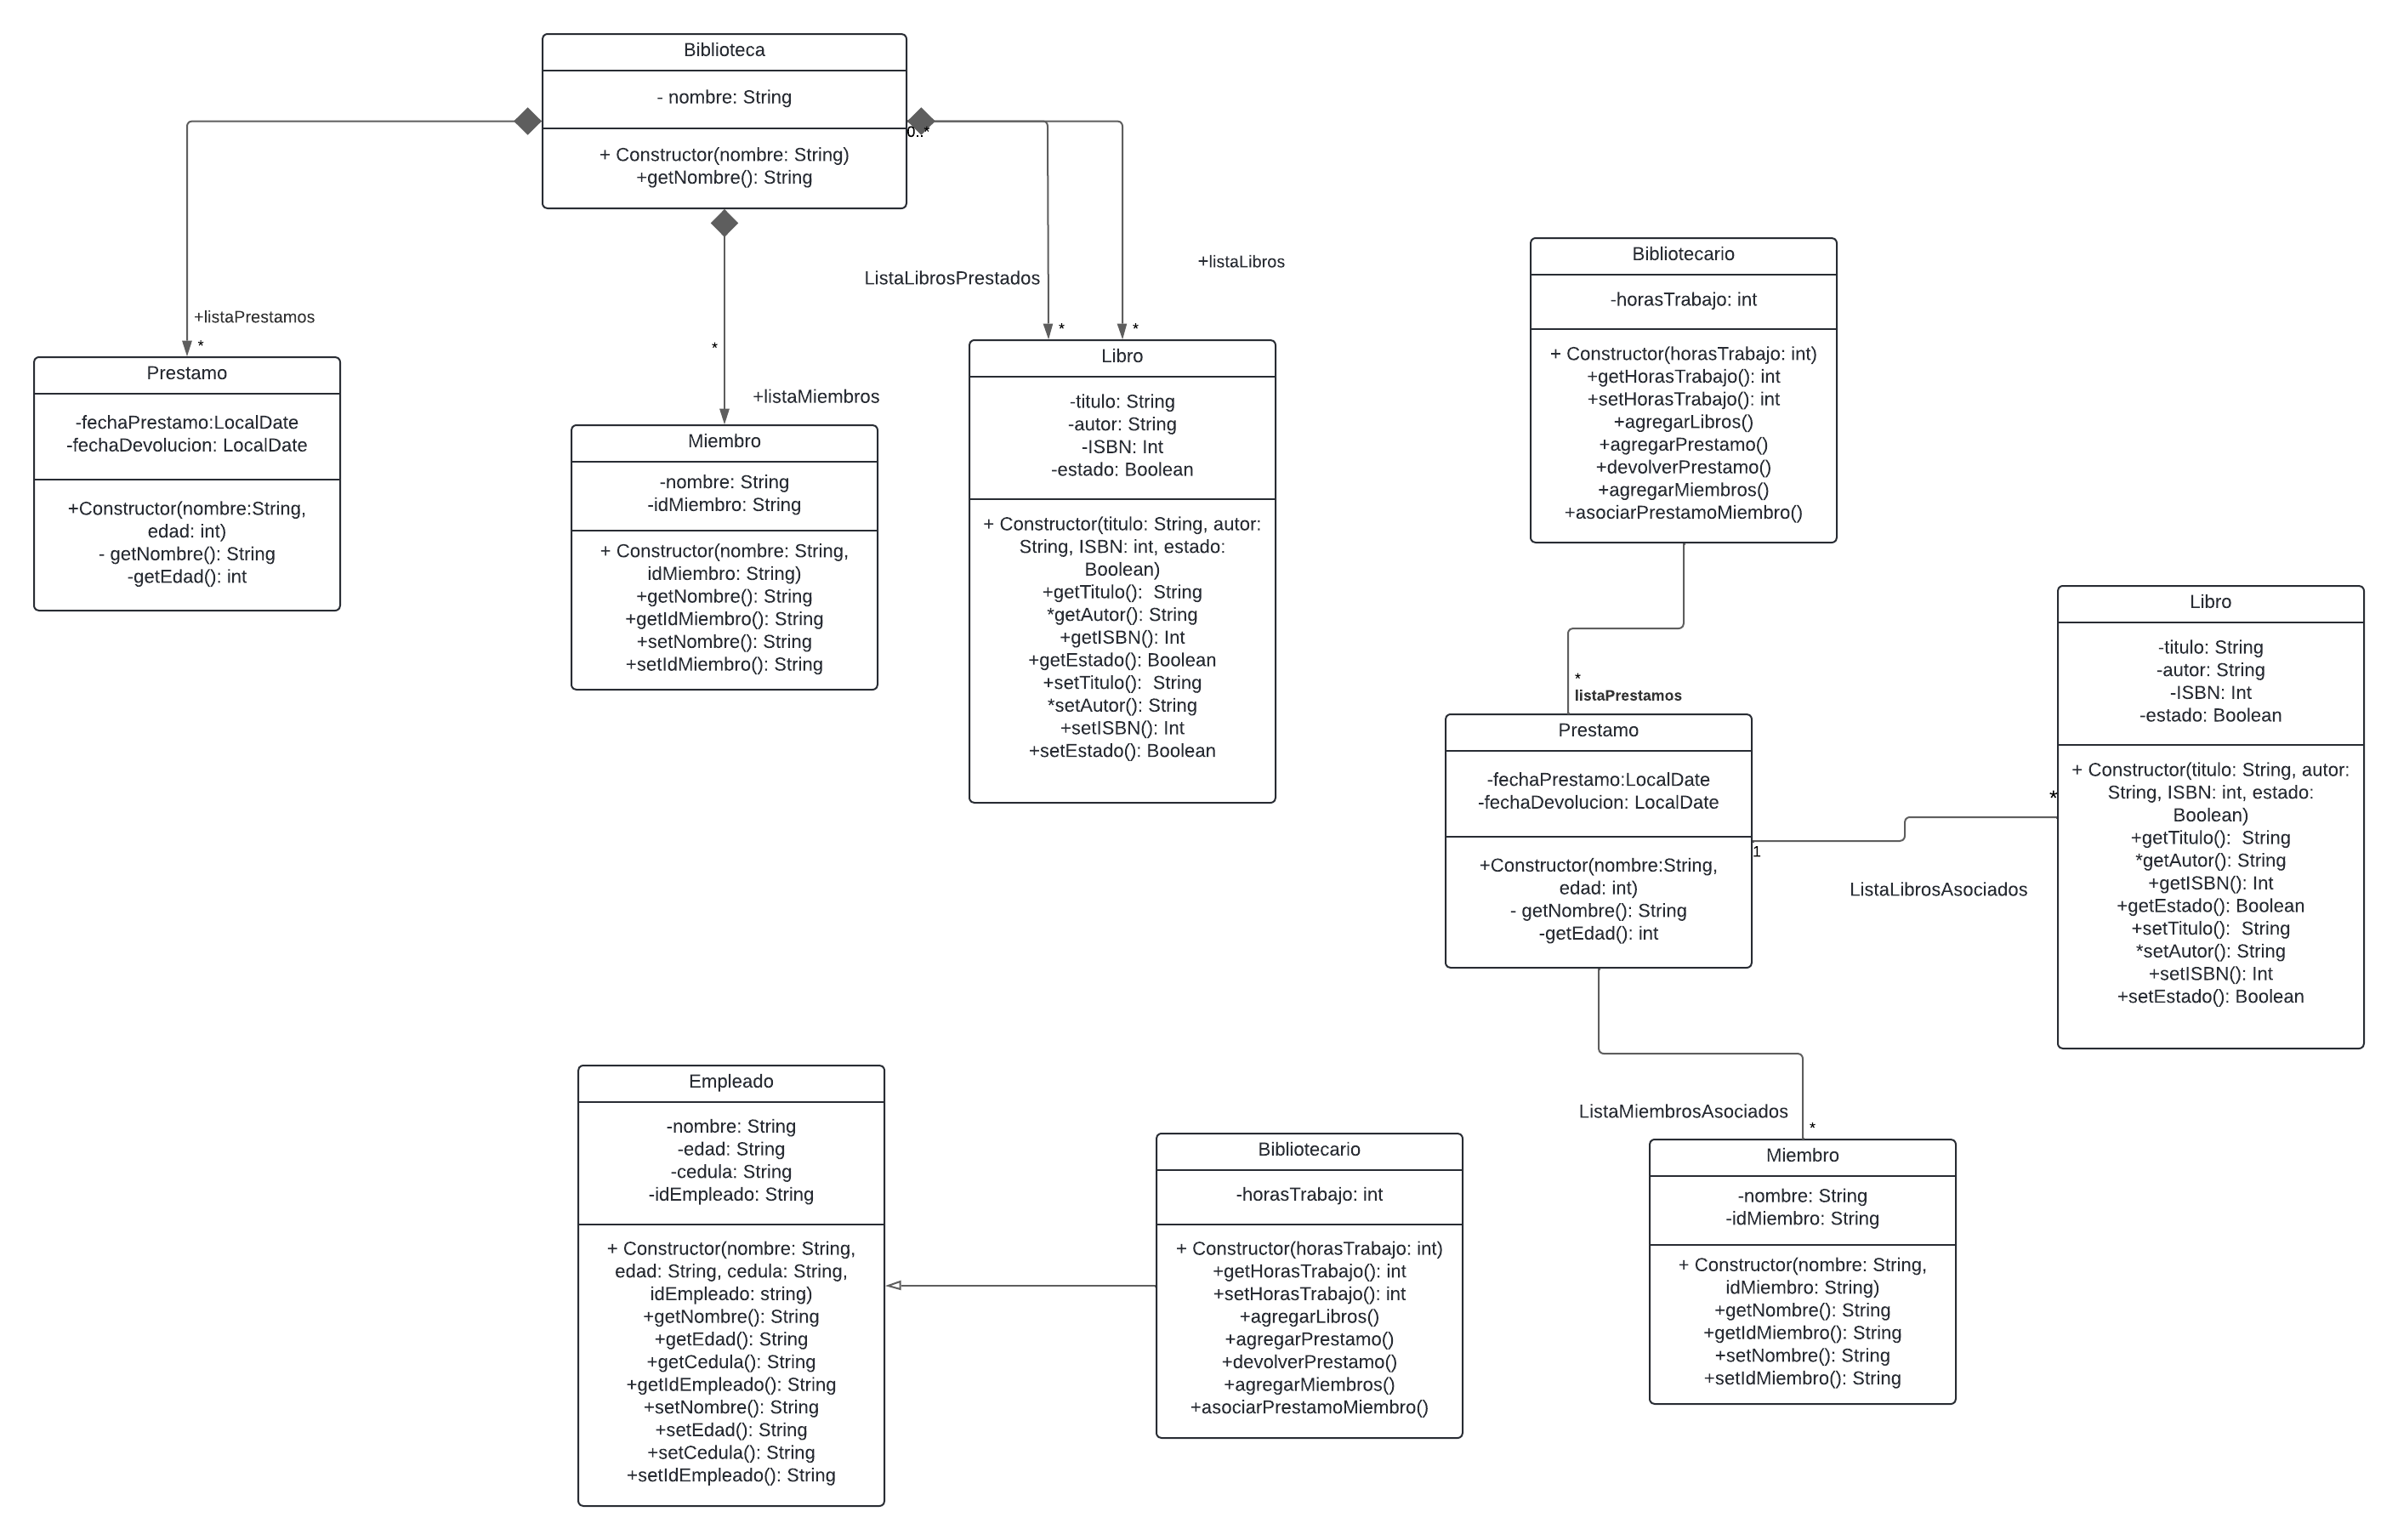 Biblioteca
- nombre: String
+ Constructor(nombre: String)
+getNombre(): String
0..*
+listaPrestamos
*
*
+listaMiembros
ListaLibrosPrestados
*
+listaLibros
*
Prestamo
-fechaPrestamo:LocalDate
-fechaDevolucion: LocalDate
+Constructor(nombre:String,
edad: int)
- getNombre(): String
-getEdad(): int
Miembro
-nombre: String
-idMiembro: String
+ Constructor(nombre: String,
idMiembro: String)
+getNombre(): String
+getIdMiembro(): String
+setNombre(): String
+setIdMiembro(): String
Libro
-titulo: String
-autor: String
-ISBN: Int
-estado: Boolean
+ Constructor(titulo: String, autor:
String, ISBN: int, estado:
Boolean)
+getTitulo():  String
*getAutor(): String
+getISBN(): Int
+getEstado(): Boolean
+setTitulo():  String
*setAutor(): String
+setISBN(): Int
+setEstado(): Boolean
Bibliotecario
-horasTrabajo: int
+ Constructor(horasTrabajo: int)
+getHorasTrabajo(): int
+setHorasTrabajo(): int
+agregarLibros()
+agregarPrestamo()
+devolverPrestamo()
+agregarMiembros()
+asociarPrestamoMiembro()
*
listaPrestamos
Prestamo
-fechaPrestamo:LocalDate
-fechaDevolucion: LocalDate
+Constructor(nombre:String,
edad: int)
- getNombre(): String
-getEdad(): int
1
*
ListaLibrosAsociados
Libro
-titulo: String
-autor: String
-ISBN: Int
-estado: Boolean
+ Constructor(titulo: String, autor:
String, ISBN: int, estado:
Boolean)
+getTitulo():  String
*getAutor(): String
+getISBN(): Int
+getEstado(): Boolean
+setTitulo():  String
*setAutor(): String
+setISBN(): Int
+setEstado(): Boolean
ListaMiembrosAsociados
*
Miembro
-nombre: String
-idMiembro: String
+ Constructor(nombre: String,
idMiembro: String)
+getNombre(): String
+getIdMiembro(): String
+setNombre(): String
+setIdMiembro(): String
Empleado
-nombre: String
-edad: String
-cedula: String
-idEmpleado: String
+ Constructor(nombre: String,
edad: String, cedula: String,
idEmpleado: string)
+getNombre(): String
+getEdad(): String
+getCedula(): String
+getIdEmpleado(): String
+setNombre(): String
+setEdad(): String
+setCedula(): String
+setIdEmpleado(): String
Bibliotecario
-horasTrabajo: int
+ Constructor(horasTrabajo: int)
+getHorasTrabajo(): int
+setHorasTrabajo(): int
+agregarLibros()
+agregarPrestamo()
+devolverPrestamo()
+agregarMiembros()
+asociarPrestamoMiembro()